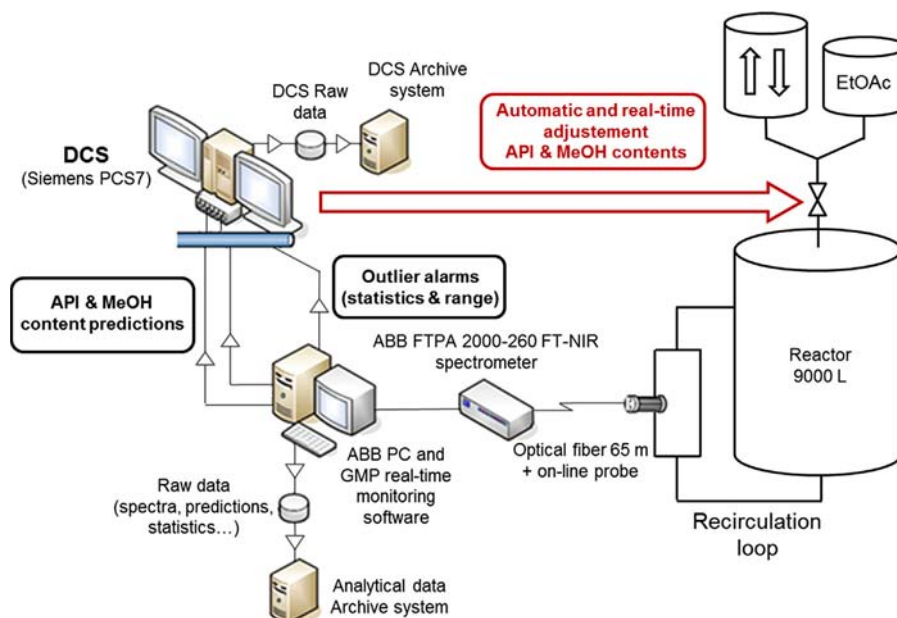 DCS Archive
system
DCS Raw
data
DCS
(Siemens PCS7)
Automatic and real-time
adjustement
API & MeOH contents
EtOAc
API & MeOH
content predictions
Outlier alarms
(statistics & range)
ABB FTPA 2000-260 FT-NIR
spectrometer
Reactor
9000 L
Optical fiber 65 m
+ on-line probe
ABB PC and
GMP real-time
monitoring
software
Raw data
(spectra, predictions,
statistics…)
Recirculation
loop
Analytical data
Archive system